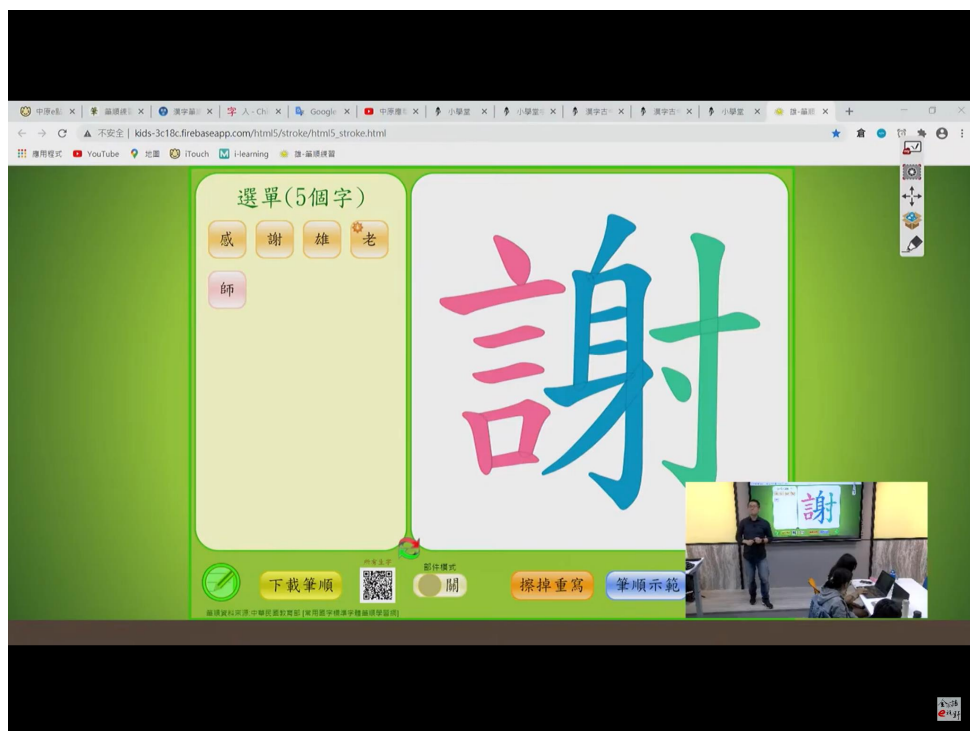 中原e點
筆順練習
漢字筆
字 人 - Chi
Google
中原應
小學堂
小學堂
漢字古
漢字古
小學堂
雄-筆順
不安全 | kids-3c18c.firebaseapp.com/html5/stroke/html5_stroke.html
應用程式 YouTube 地圖 iTouch i-learning 雄-筆順練習
選單(5個字)
感 謝 雄 老
師
謝
部件模式
下載筆順 關 擦掉重寫 筆順示範
筆順資料來源:中華民國教育部 [常用國字標準字體筆順學習網]
謝